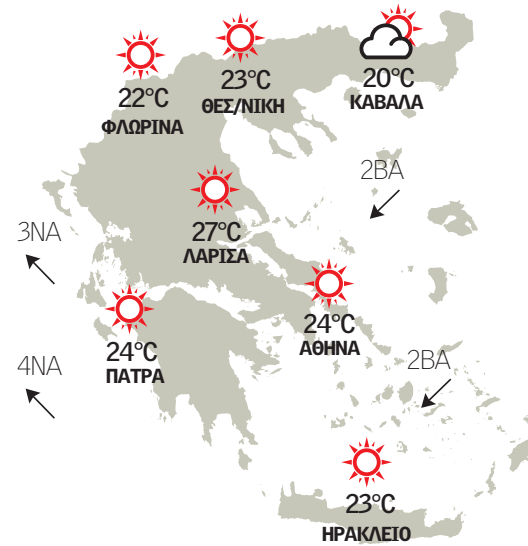 22°C
ΦΛΩΡΙΝΑ
23°C
ΘΕΣ/ΝΙΚΗ
20°C
ΚΑΒΑΛΑ
2ΒΑ
3ΝΑ
27°C
ΛΑΡΙΣΑ
24°C
ΑΘΗΝΑ
24°C
ΠΑΤΡΑ
4ΝΑ
2ΒΑ
23°C
ΗΡΑΚΛΕΙΟ